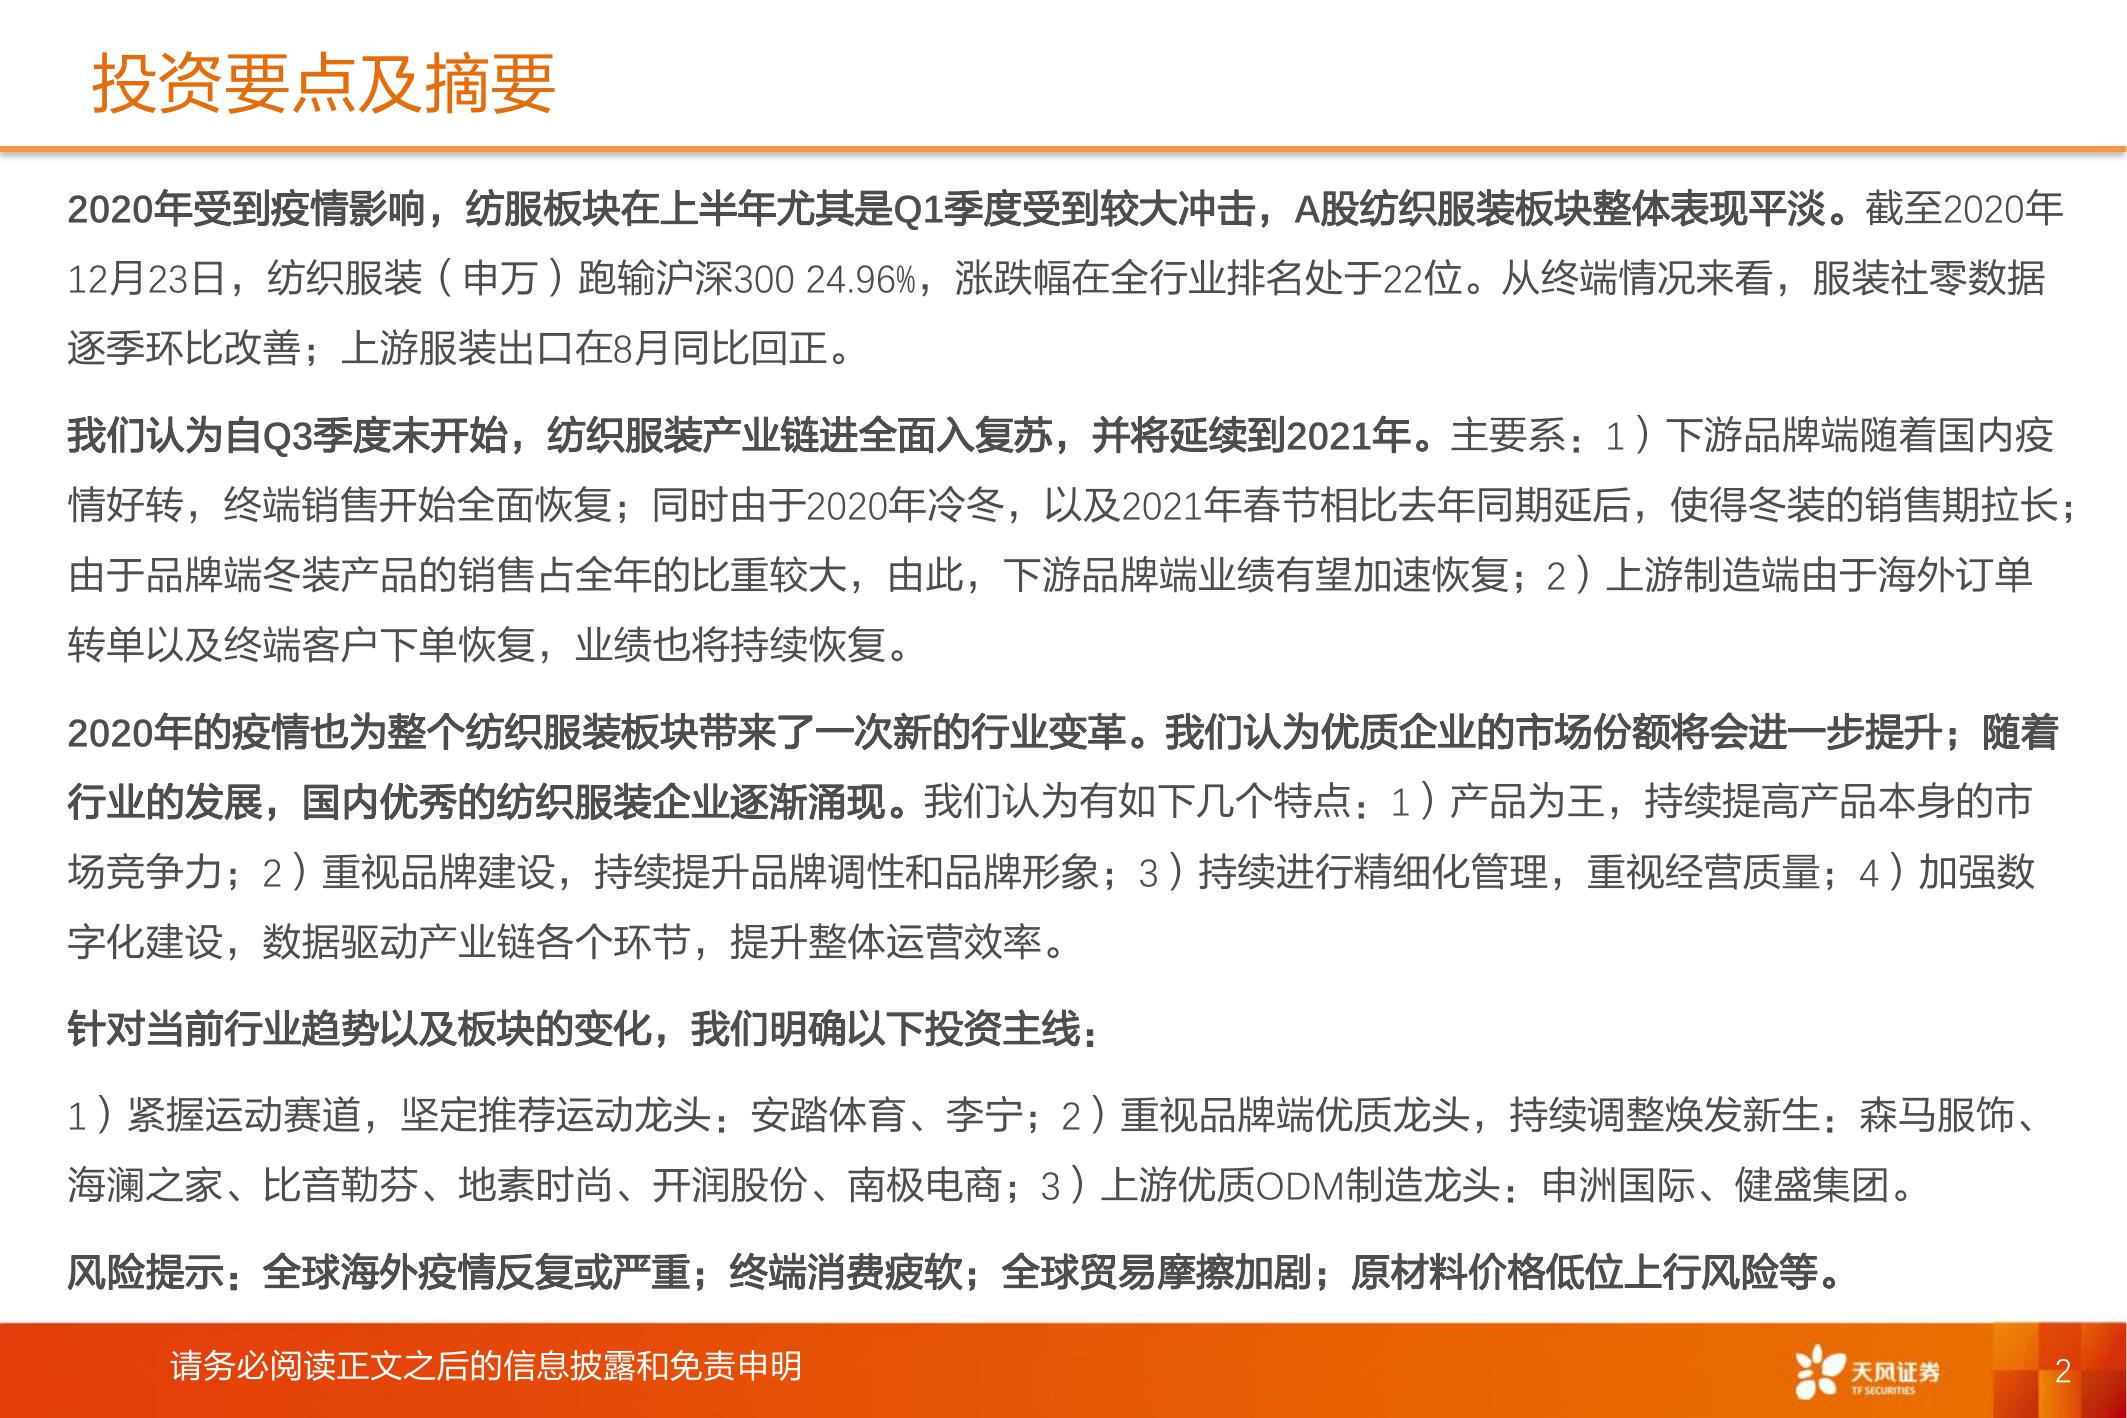 投资要点及摘要
2020年受到疫情影响，纺服板块在上半年尤其是Q1季度受到较大冲击，A股纺织服装板块整体表现平淡。截至2020年
12月23日，纺织服装（申万）跑输沪深300 24.96%，涨跌幅在全行业排名处于22位。从终端情况来看，服装社零数据
逐季环比改善；上游服装出口在8月同比回正。
我们认为自Q3季度末开始，纺织服装产业链进全面入复苏，并将延续到2021年。主要系：1）下游品牌端随着国内疫
情好转，终端销售开始全面恢复；同时由于2020年冷冬，以及2021年春节相比去年同期延后，使得冬装的销售期拉长；
由于品牌端冬装产品的销售占全年的比重较大，由此，下游品牌端业绩有望加速恢复；2）上游制造端由于海外订单
转单以及终端客户下单恢复，业绩也将持续恢复。
2020年的疫情也为整个纺织服装板块带来了一次新的行业变革。我们认为优质企业的市场份额将会进一步提升；随着
行业的发展，国内优秀的纺织服装企业逐渐涌现。我们认为有如下几个特点：1）产品为王，持续提高产品本身的市
场竞争力；2）重视品牌建设，持续提升品牌调性和品牌形象；3）持续进行精细化管理，重视经营质量；4）加强数
字化建设，数据驱动产业链各个环节，提升整体运营效率。
针对当前行业趋势以及板块的变化，我们明确以下投资主线：
1）紧握运动赛道，坚定推荐运动龙头：安踏体育、李宁；2）重视品牌端优质龙头，持续调整焕发新生：森马服饰、
海澜之家、比音勒芬、地素时尚、开润股份、南极电商；3）上游优质ODM制造龙头：申洲国际、健盛集团。
风险提示：全球海外疫情反复或严重；终端消费疲软；全球贸易摩擦加剧；原材料价格低位上行风险等。
请务必阅读正文之后的信息披露和免责申明
天风证券
TF SECURITIES
2